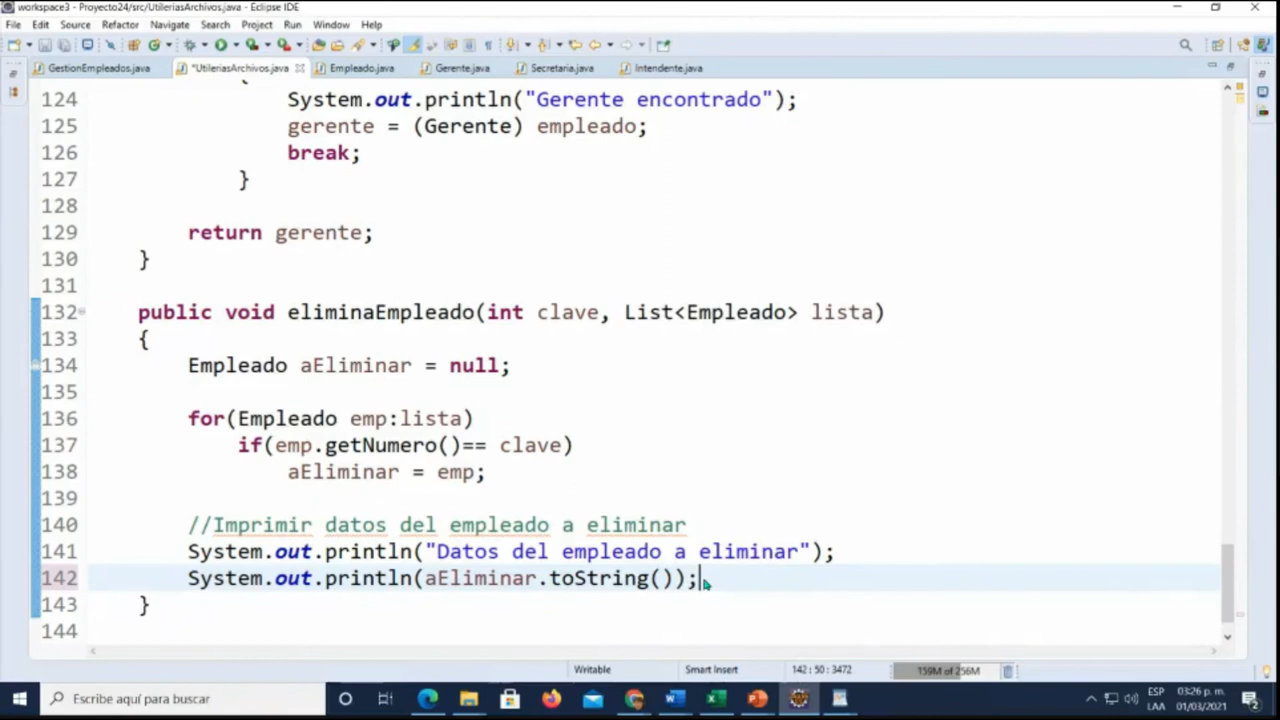 workspace3 - Proyecto24/src/UtileriasArchivos.java - Eclipse IDE
File Edit Source Refactor Navigate Search Project Run Window Help
GestionEmpleados.java *UtileriasArchivos.java Empleado.java Gerente.java Secretaria.java Intendente.java
{
124 System.out.println("Gerente encontrado");
125 gerente = (Gerente) empleado;
126 break;
127 }
128
129 return gerente;
130 }
131
132 public void eliminaEmpleado(int clave, List<Empleado> lista)
133 {
134 Empleado aEliminar = null;
135
136 for(Empleado emp:lista)
137 if(emp.getNumero()== clave)
138 aEliminar = emp;
139
140 //Imprimir datos del empleado a eliminar
141 System.out.println("Datos del empleado a eliminar");
142 System.out.println(aEliminar.toString());
143 }
144
Writable Smart Insert 142 : 50 : 3472 159M of 256M
Escribe aquí para buscar
ESP 03:26 p. m.
LAA 01/03/2021 2